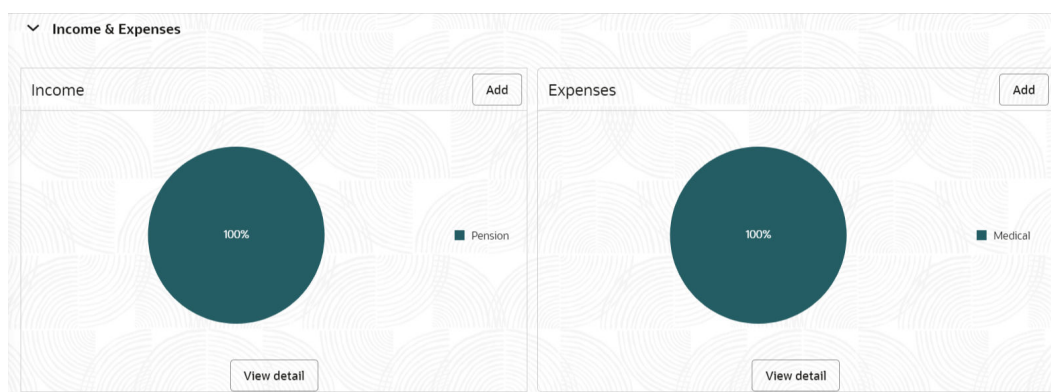 Income & Expenses
Income
Add
100%
Pension
View detail
Expenses
Add
100%
Medical
View detail